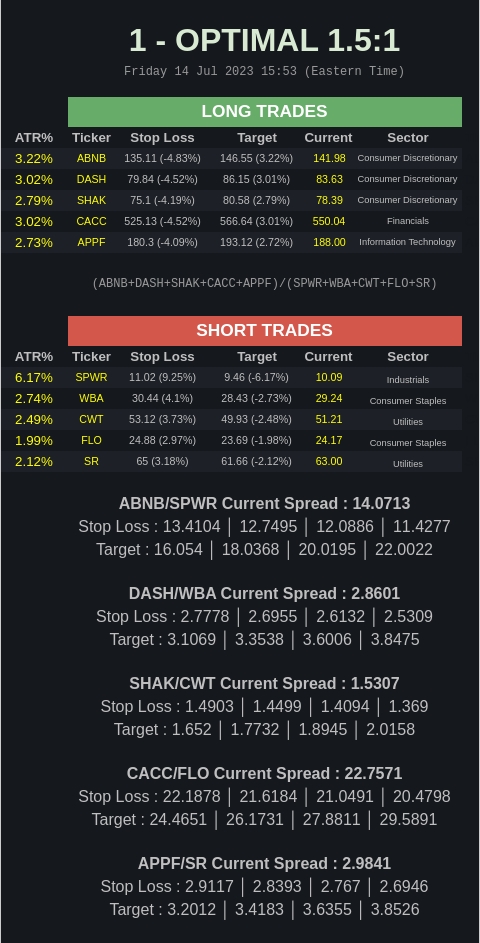 1 - OPTIMAL 1.5:1
Friday 14 Jul 2023 15:53 (Eastern Time)
LONG TRADES
ATR% Ticker Stop Loss Target Current Sector
3.22% ABNB 135.11 (-4.83%) 146.55 (3.22%) 141.98 Consumer Discretionary
3.02% DASH 79.84 (-4.52%) 86.15 (3.01%) 83.63 Consumer Discretionary
2.79% SHAK 75.1 (-4.19%) 80.58 (2.79%) 78.39 Consumer Discretionary
3.02% CACC 525.13 (-4.52%) 566.64 (3.01%) 550.04 Financials
2.73% APPF 180.3 (-4.09%) 193.12 (2.72%) 188.00 Information Technology
(ABNB+DASH+SHAK+CACC+APPF)/(SPWR+WBA+CWT+FLO+SR)
SHORT TRADES
ATR% Ticker Stop Loss Target Current Sector
6.17% SPWR 11.02 (9.25%) 9.46 (-6.17%) 10.09 Industrials
2.74% WBA 30.44 (4.1%) 28.43 (-2.73%) 29.24 Consumer Staples
2.49% CWT 53.12 (3.73%) 49.93 (-2.48%) 51.21 Utilities
1.99% FLO 24.88 (2.97%) 23.69 (-1.98%) 24.17 Consumer Staples
2.12% SR 65 (3.18%) 61.66 (-2.12%) 63.00 Utilities
ABNB/SPWR Current Spread : 14.0713
Stop Loss : 13.4104 │ 12.7495 │ 12.0886 │ 11.4277
Target : 16.054 │ 18.0368 │ 20.0195 │ 22.0022
DASH/WBA Current Spread : 2.8601
Stop Loss : 2.7778 │ 2.6955 │ 2.6132 │ 2.5309
Target : 3.1069 │ 3.3538 │ 3.6006 │ 3.8475
SHAK/CWT Current Spread : 1.5307
Stop Loss : 1.4903 │ 1.4499 │ 1.4094 │ 1.369
Target : 1.652 │ 1.7732 │ 1.8945 │ 2.0158
CACC/FLO Current Spread : 22.7571
Stop Loss : 22.1878 │ 21.6184 │ 21.0491 │ 20.4798
Target : 24.4651 │ 26.1731 │ 27.8811 │ 29.5891
APPF/SR Current Spread : 2.9841
Stop Loss : 2.9117 │ 2.8393 │ 2.767 │ 2.6946
Target : 3.2012 │ 3.4183 │ 3.6355 │ 3.8526